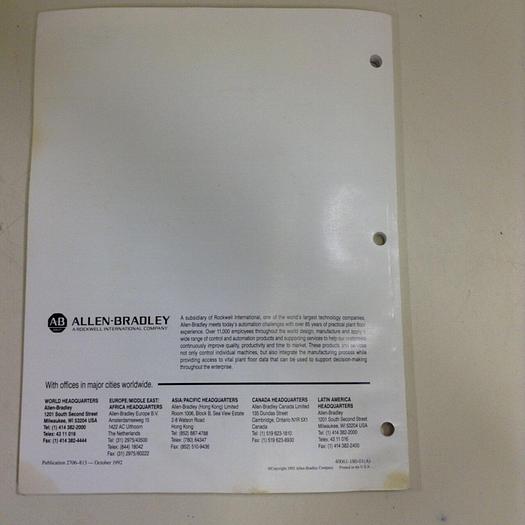 AB ALLEN-BRADLEY
A ROCKWELL INTERNATIONAL COMPANY
A subsidiary of Rockwell International, one of the world's largest technology companies,
Allen-Bradley meets today's automation challenges with over 85 years of practical plant floor
experience. Over 11,000 employees throughout the world design, manufacture and apply a
wide range of control and automation products and supporting services to help our customers
continuously improve quality, productivity and time to market. These products and services
not only control individual machines, but also integrate the manufacturing process while
providing access to vital plant floor data that can be used to support decision-making
throughout the enterprise.
With offices in major cities worldwide.
WORLD HEADQUARTERS
Allen-Bradley
1201 South Second Street
Milwaukee, WI 53204 USA
Tel: (1) 414 382-2000
Telex: 43 11 016
Fax: (1) 414 382-4444
EUROPE/MIDDLE EAST/
AFRICA HEADQUARTERS
Allen-Bradley Europe B.V.
Amsterdamseweg 15
1422 AC Uithoorn
The Netherlands
Tel: (31) 2975/43500
Telex: (844) 18042
Fax: (31) 2975/60222
ASIA/PACIFIC HEADQUARTERS
Allen-Bradley (Hong Kong) Limited
Room 1006, Block B, Sea View Estate
2-8 Watson Road
Hong Kong
Tel: (852) 887-4788
Telex: (780) 64347
Fax: (852) 510-9436
CANADA HEADQUARTERS
Allen-Bradley Canada Limited
135 Dundas Street
Cambridge, Ontario N1R 5X1
Canada
Tel: (1) 519 623-1810
Fax: (1) 519 623-8930
LATIN AMERICA
HEADQUARTERS
Allen-Bradley
1201 South Second Street
Milwaukee, WI 53204 USA
Tel: (1) 414 382-2000
Telex: 43 11 016
Fax: (1) 414 382-2400
Publication 2706-813 — October 1992
40061-180-01(A)
©Copyright 1992 Allen-Bradley Company Printed in the U.S.A.